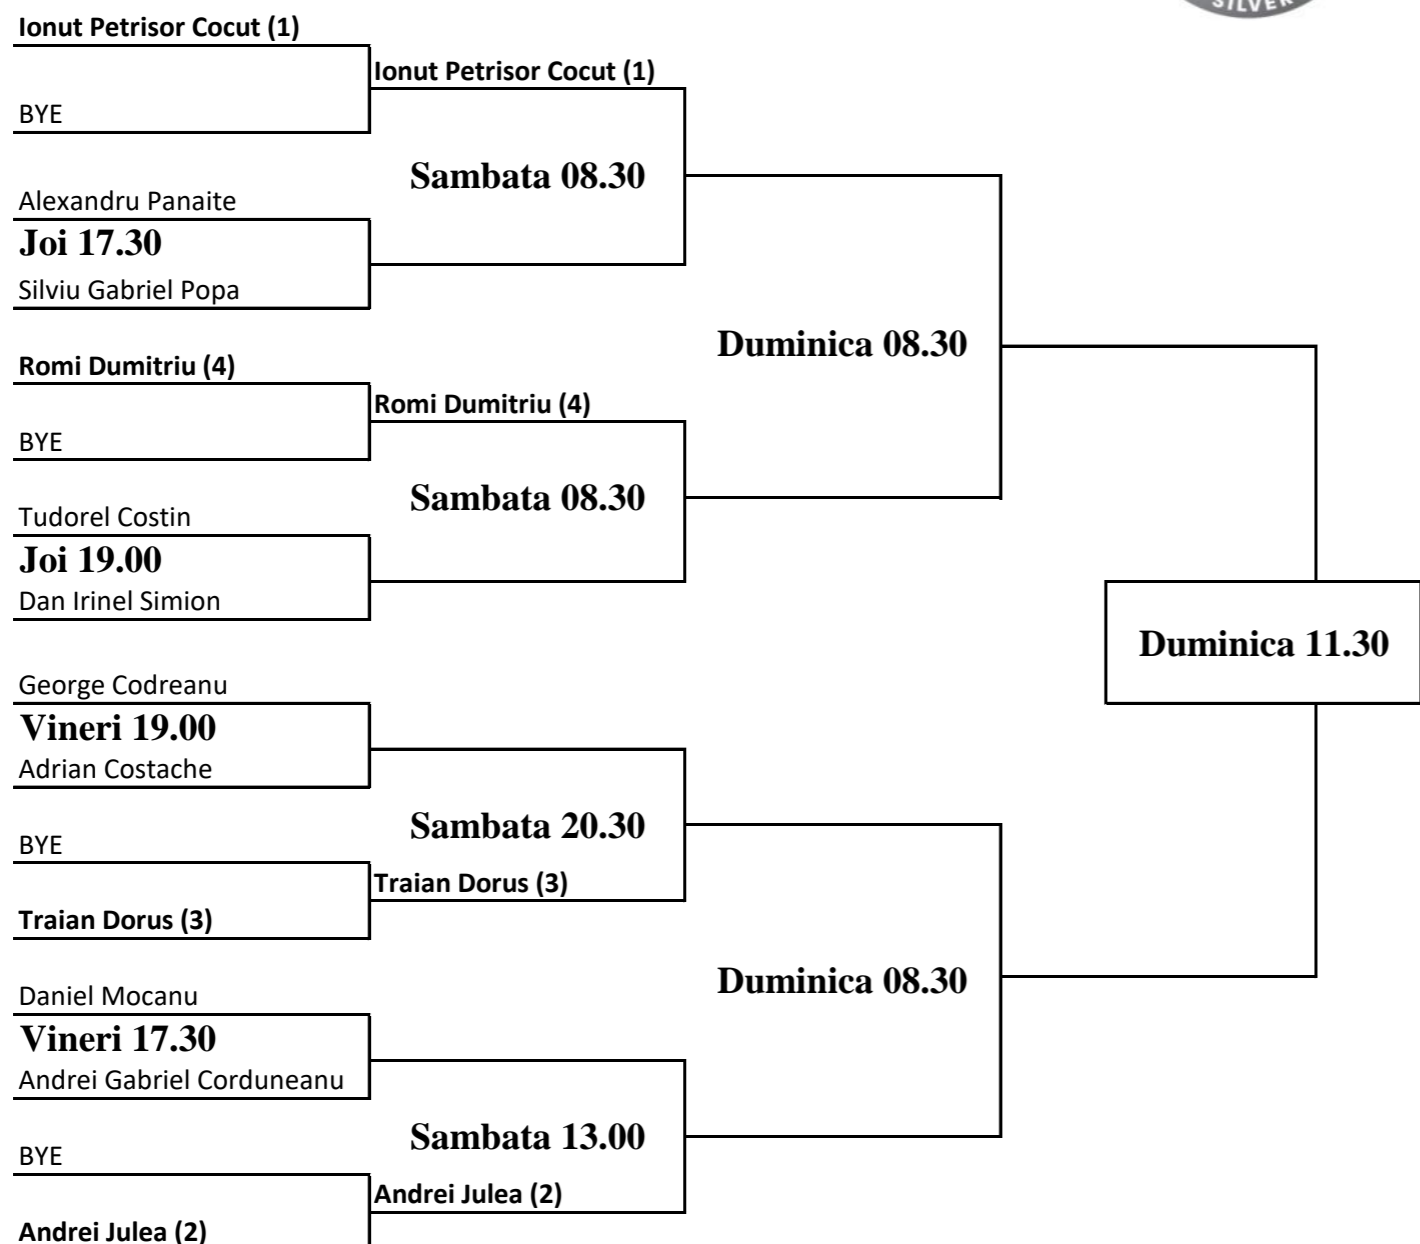 SILVER
Ionut Petrisor Cocut (1)
Ionut Petrisor Cocut (1)
BYE
Sambata 08.30
Alexandru Panaite
Joi 17.30
Silviu Gabriel Popa
Duminica 08.30
Romi Dumitriu (4)
Romi Dumitriu (4)
BYE
Sambata 08.30
Tudorel Costin
Joi 19.00
Dan Irinel Simion
Duminica 11.30
George Codreanu
Vineri 19.00
Adrian Costache
Sambata 20.30
BYE
Traian Dorus (3)
Traian Dorus (3)
Duminica 08.30
Daniel Mocanu
Vineri 17.30
Andrei Gabriel Corduneanu
Sambata 13.00
BYE
Andrei Julea (2)
Andrei Julea (2)